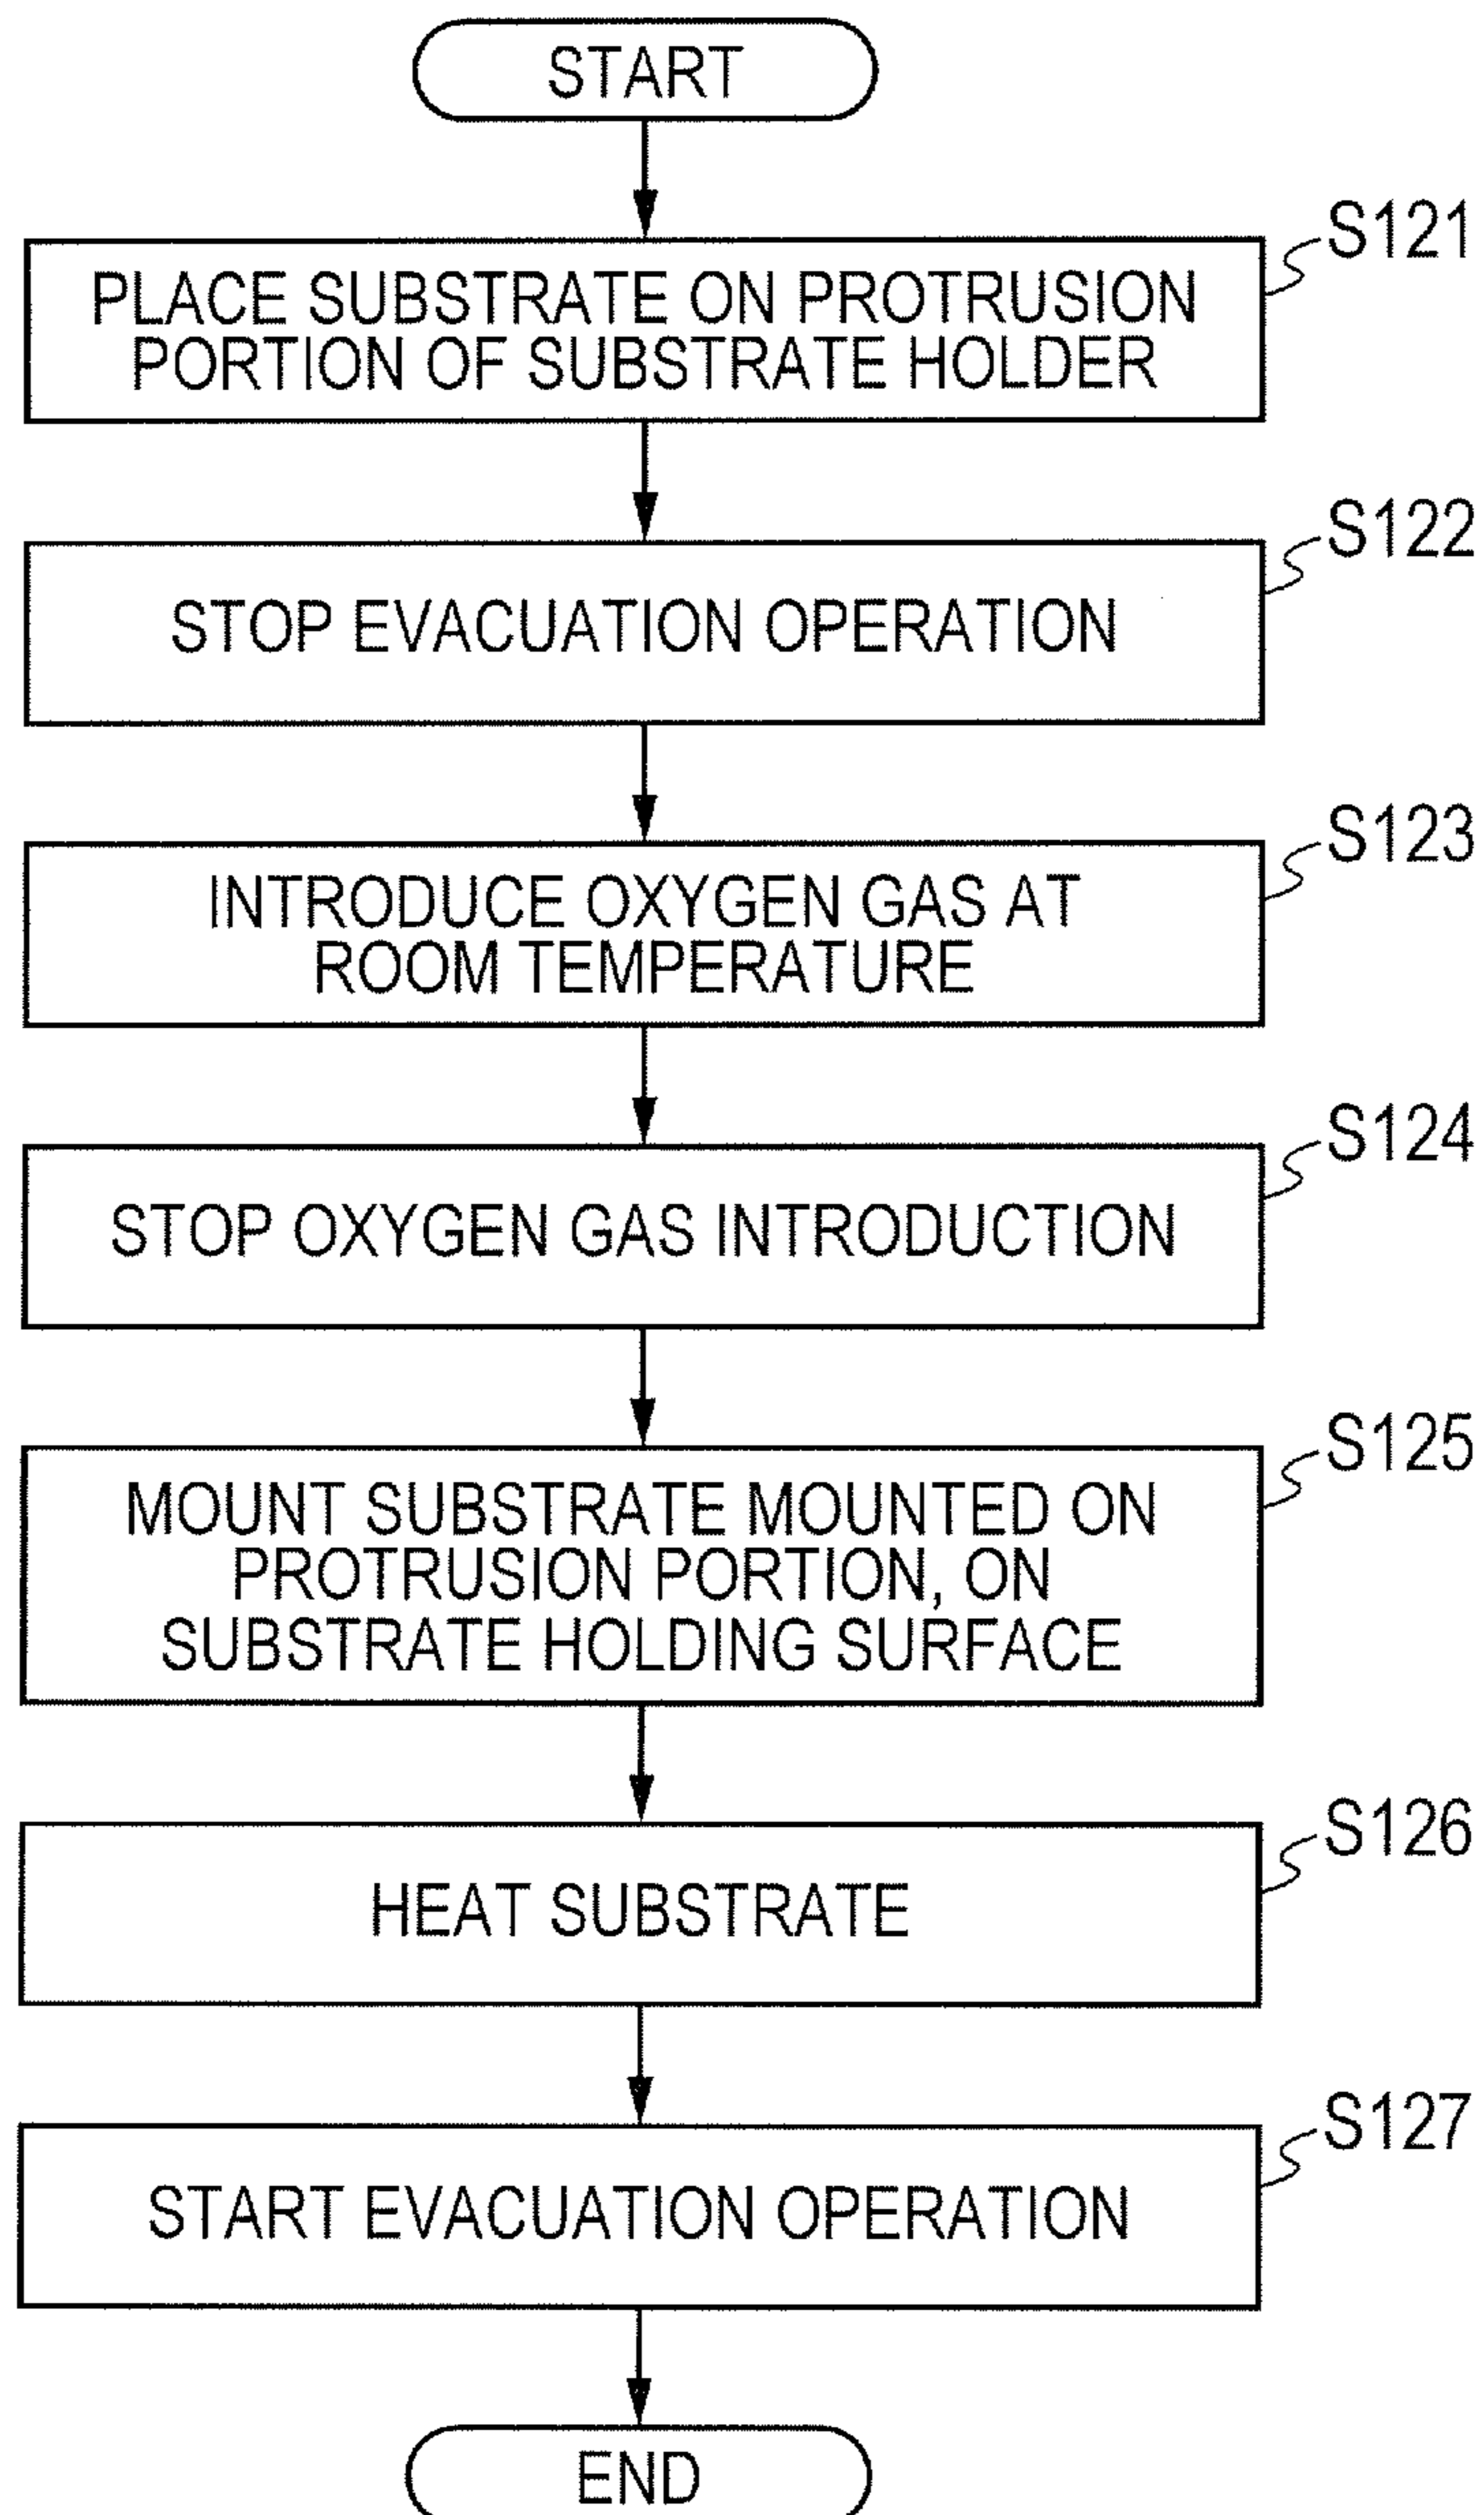 START
S121
PLACE SUBSTRATE ON PROTRUSION
PORTION OF SUBSTRATE HOLDER
S122
STOP EVACUATION OPERATION
S123
INTRODUCE OXYGEN GAS AT
ROOM TEMPERATURE
S124
STOP OXYGEN GAS INTRODUCTION
S125
MOUNT SUBSTRATE MOUNTED ON
PROTRUSION PORTION, ON
SUBSTRATE HOLDING SURFACE
S126
HEAT SUBSTRATE
S127
START EVACUATION OPERATION
END